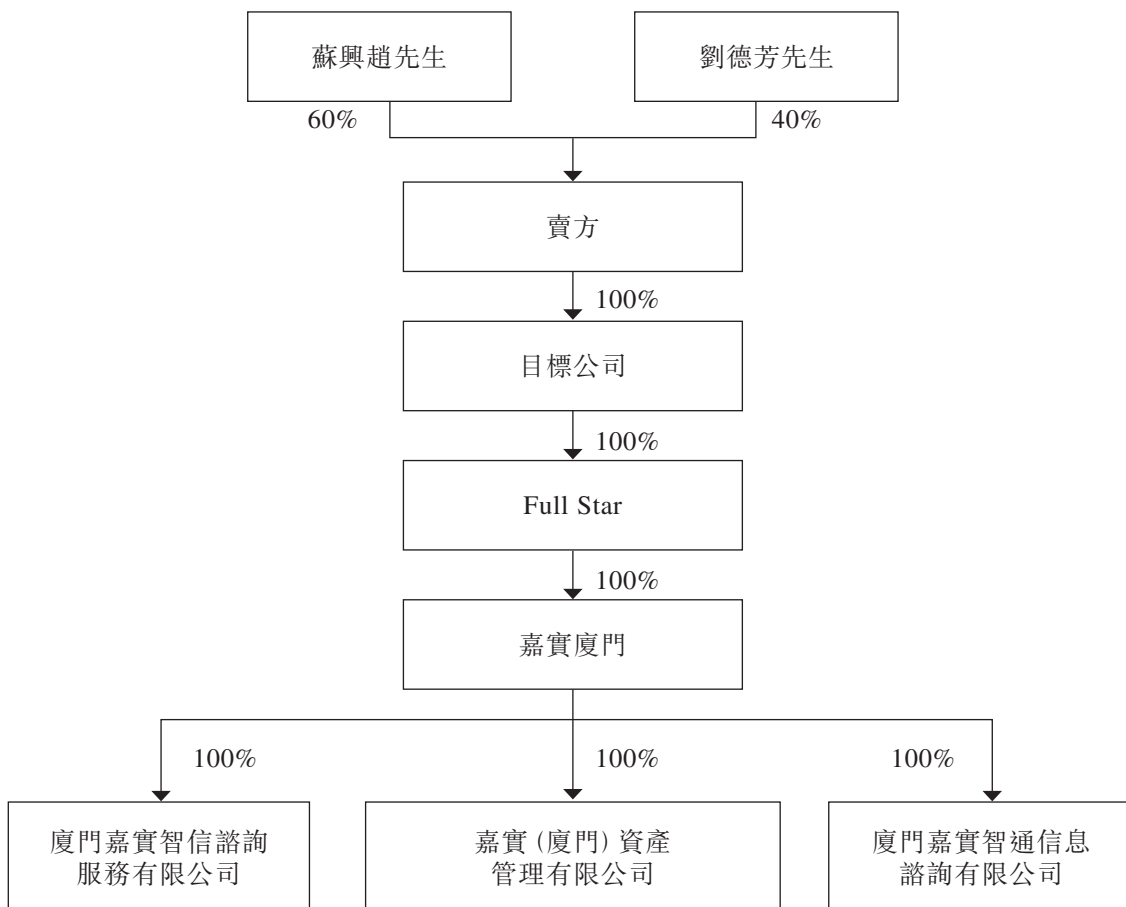 蘇興趙先生
劉德芳先生
60%
40%
賣方
100%
目標公司
100%
Full Star
100%
嘉實廈門
100%
100%
100%
廈門嘉實智信諮詢
服務有限公司
嘉實(廈門)資產
管理有限公司
廈門嘉實智通信息
諮詢有限公司